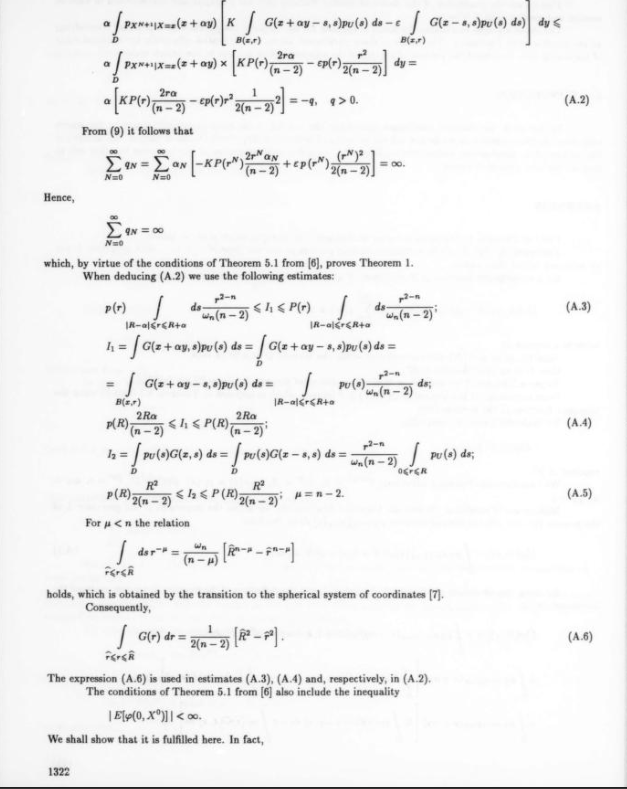 α ∫_D p_{X^{N+1}|X=x}(x + αy) [K ∫_{B(x,r)} G(x + αy − s, s)p_U(s) ds − ε ∫_{B(x,r)} G(x − s, s)p_U(s) ds)] dy ⩽
α ∫_D p_{X^{N+1}|X=x}(x + αy) × [KP(r) 2rα/(n − 2) − εp(r) r²/2(n − 2)] dy =
α [KP(r) 2rα/(n − 2) − εp(r)r² 1/2(n − 2) 2] = −q, q > 0. (A.2)
From (9) it follows that
∑_{N=0}^∞ q_N = ∑_{N=0}^∞ α_N [−KP(r^N) 2r^N α_N/(n − 2) + εp(r^N) (r^N)²/2(n − 2)] = ∞.
Hence,
∑_{N=0}^∞ q_N = ∞
which, by virtue of the conditions of Theorem 5.1 from [6], proves Theorem 1.
When deducing (A.2) we use the following estimates:
p(r) ∫_{|R−α|⩽r⩽R+α} ds r^{2−n}/ω_n(n − 2) ⩽ I₁ ⩽ P(r) ∫_{|R−α|⩽r⩽R+α} ds r^{2−n}/ω_n(n − 2); (A.3)
I₁ = ∫ G(x + αy, s)p_U(s) ds = ∫_D G(x + αy − s, s)p_U(s) ds =
= ∫_{B(x,r)} G(x + αy − s, s)p_U(s) ds = ∫_{|R−α|⩽r⩽R+α} p_U(s) r^{2−n}/ω_n(n − 2) ds;
p(R) 2Rα/(n − 2) ⩽ I₁ ⩽ P(R) 2Rα/(n − 2); (A.4)
I₂ = ∫_D p_U(s)G(x, s) ds = ∫_D p_U(s)G(x − s, s) ds = r^{2−n}/ω_n(n − 2) ∫_{0⩽r⩽R} p_U(s) ds;
p(R) R²/2(n − 2) ⩽ I₂ ⩽ P(R) R²/2(n − 2); μ = n − 2. (A.5)
For μ < n the relation
∫_{r̂⩽r⩽R̂} ds r^{−μ} = ω_n/(n − μ) [R̂^{n−μ} − r̂^{n−μ}]
holds, which is obtained by the transition to the spherical system of coordinates [7].
Consequently,
∫_{r̂⩽r⩽R̂} G(r) dr = 1/2(n − 2) [R̂² − r̂²]. (A.6)
The expression (A.6) is used in estimates (A.3), (A.4) and, respectively, in (A.2).
The conditions of Theorem 5.1 from [6] also include the inequality
| E[φ(0, X⁰)] | < ∞.
We shall show that it is fulfilled here. In fact,
1322